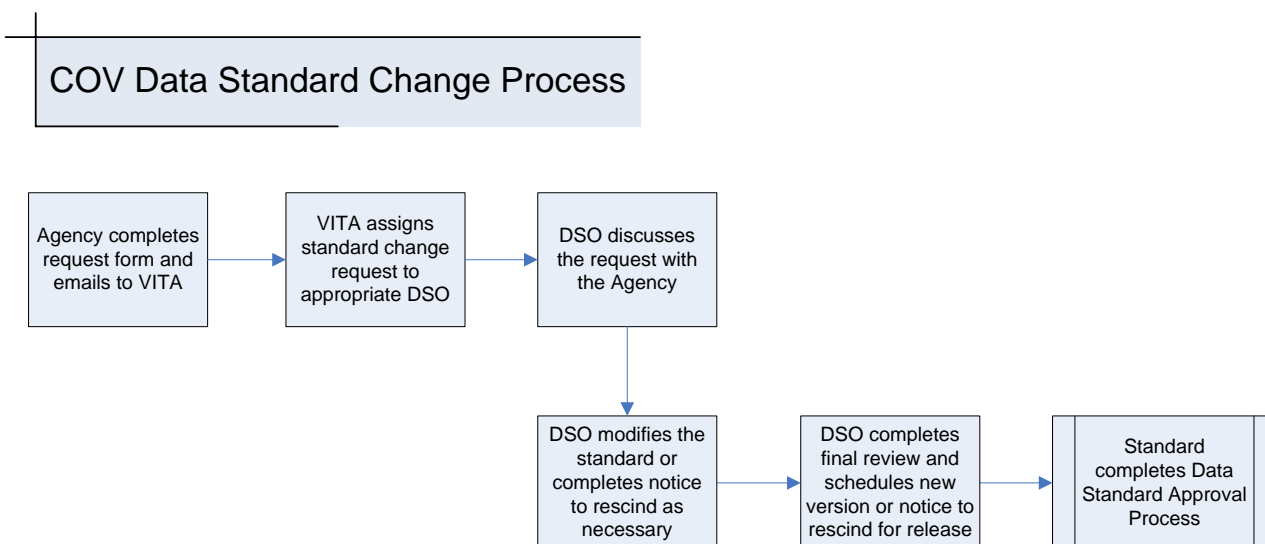 COV Data Standard Change Process
Agency completes
request form and
emails to VITA
VITA assigns
standard change
request to
appropriate DSO
DSO discusses
the request with
the Agency
DSO modifies the
standard or
completes notice
to rescind as
necessary
DSO completes
final review and
schedules new
version or notice to
rescind for release
Standard
completes Data
Standard Approval
Process